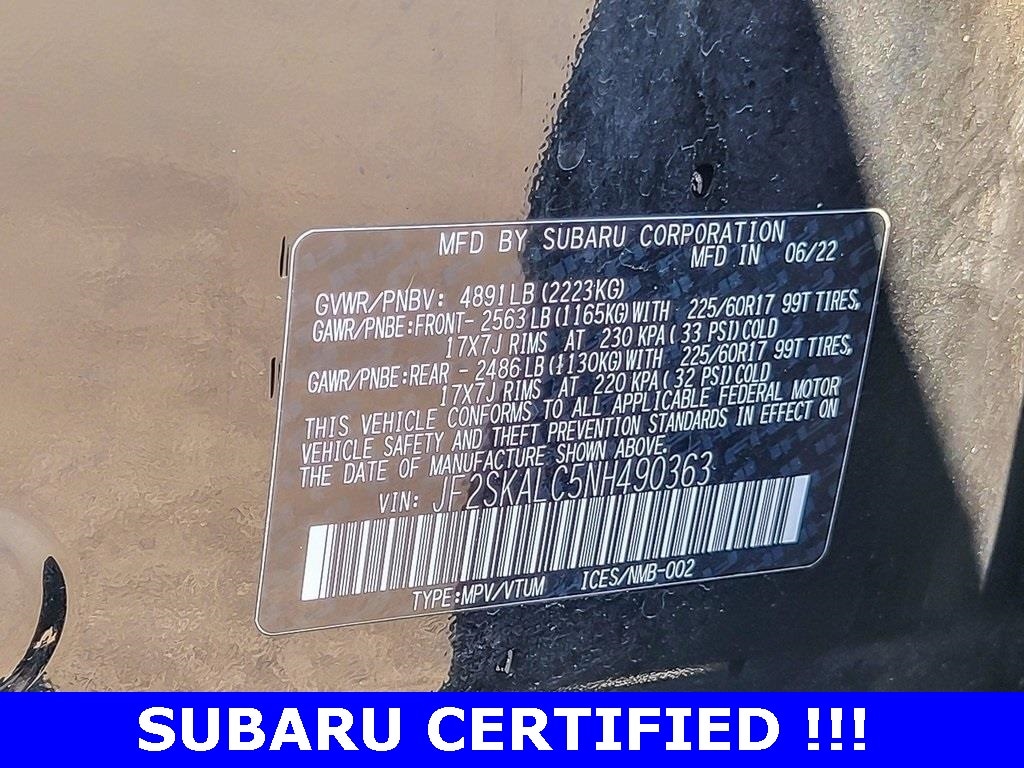 MFD BY SUBARU CORPORATION
MFD IN 06/22
GVWR/PNBV: 4891LB(2223KG)
GAWR/PNBE:FRONT- 2563LB(1165KG)WITH 225/60R17 99T TIRES,
17X7J RIMS AT 230 KPA(33 PSI)COLD
GAWR/PNBE:REAR - 2486LB(1130KG)WITH 225/60R17 99T TIRES,
17X7J RIMS AT 220 KPA(32 PSI)COLD
THIS VEHICLE CONFORMS TO ALL APPLICABLE FEDERAL MOTOR
VEHICLE SAFETY AND THEFT PREVENTION STANDARDS IN EFFECT ON
THE DATE OF MANUFACTURE SHOWN ABOVE.
VIN: JF2SKALC5NH490363
TYPE:MPV/VTUM ICES/NMB-002
SUBARU CERTIFIED !!!